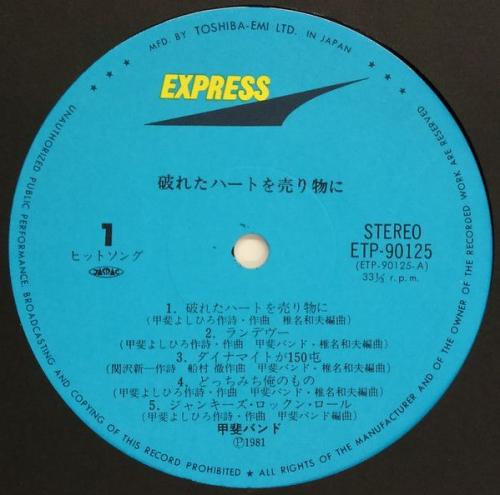 MFD. BY TOSHIBA-EMI LTD. IN JAPAN
EXPRESS
破れたハートを売り物に
1
ヒットソング
JASRAC
STEREO
ETP-90125
(ETP-90125-A)
33⅓ r.p.m.
1. 破れたハートを売り物に
(甲斐よしひろ作詩・作曲 椎名和夫編曲)
2. ランデヴー
(甲斐よしひろ作詩・作曲 甲斐バンド・椎名和夫編曲)
3. ダイナマイトが150屯
(関沢新一作詩 船村 徹作曲 甲斐バンド・椎名和夫編曲)
4. どっちみち俺のもの
(甲斐よしひろ作詩・作曲 甲斐バンド・椎名和夫編曲)
5. ジャンキーズ・ロックン・ロール
(甲斐よしひろ作詩・作曲 甲斐バンド編曲)
甲斐バンド
Ⓟ1981
UNAUTHORIZED PUBLIC PERFORMANCE, BROADCASTING AND COPYING OF THIS RECORD PROHIBITED ★ ALL RIGHTS OF THE MANUFACTURER AND OF THE OWNER OF THE RECORDED WORK ARE RESERVED